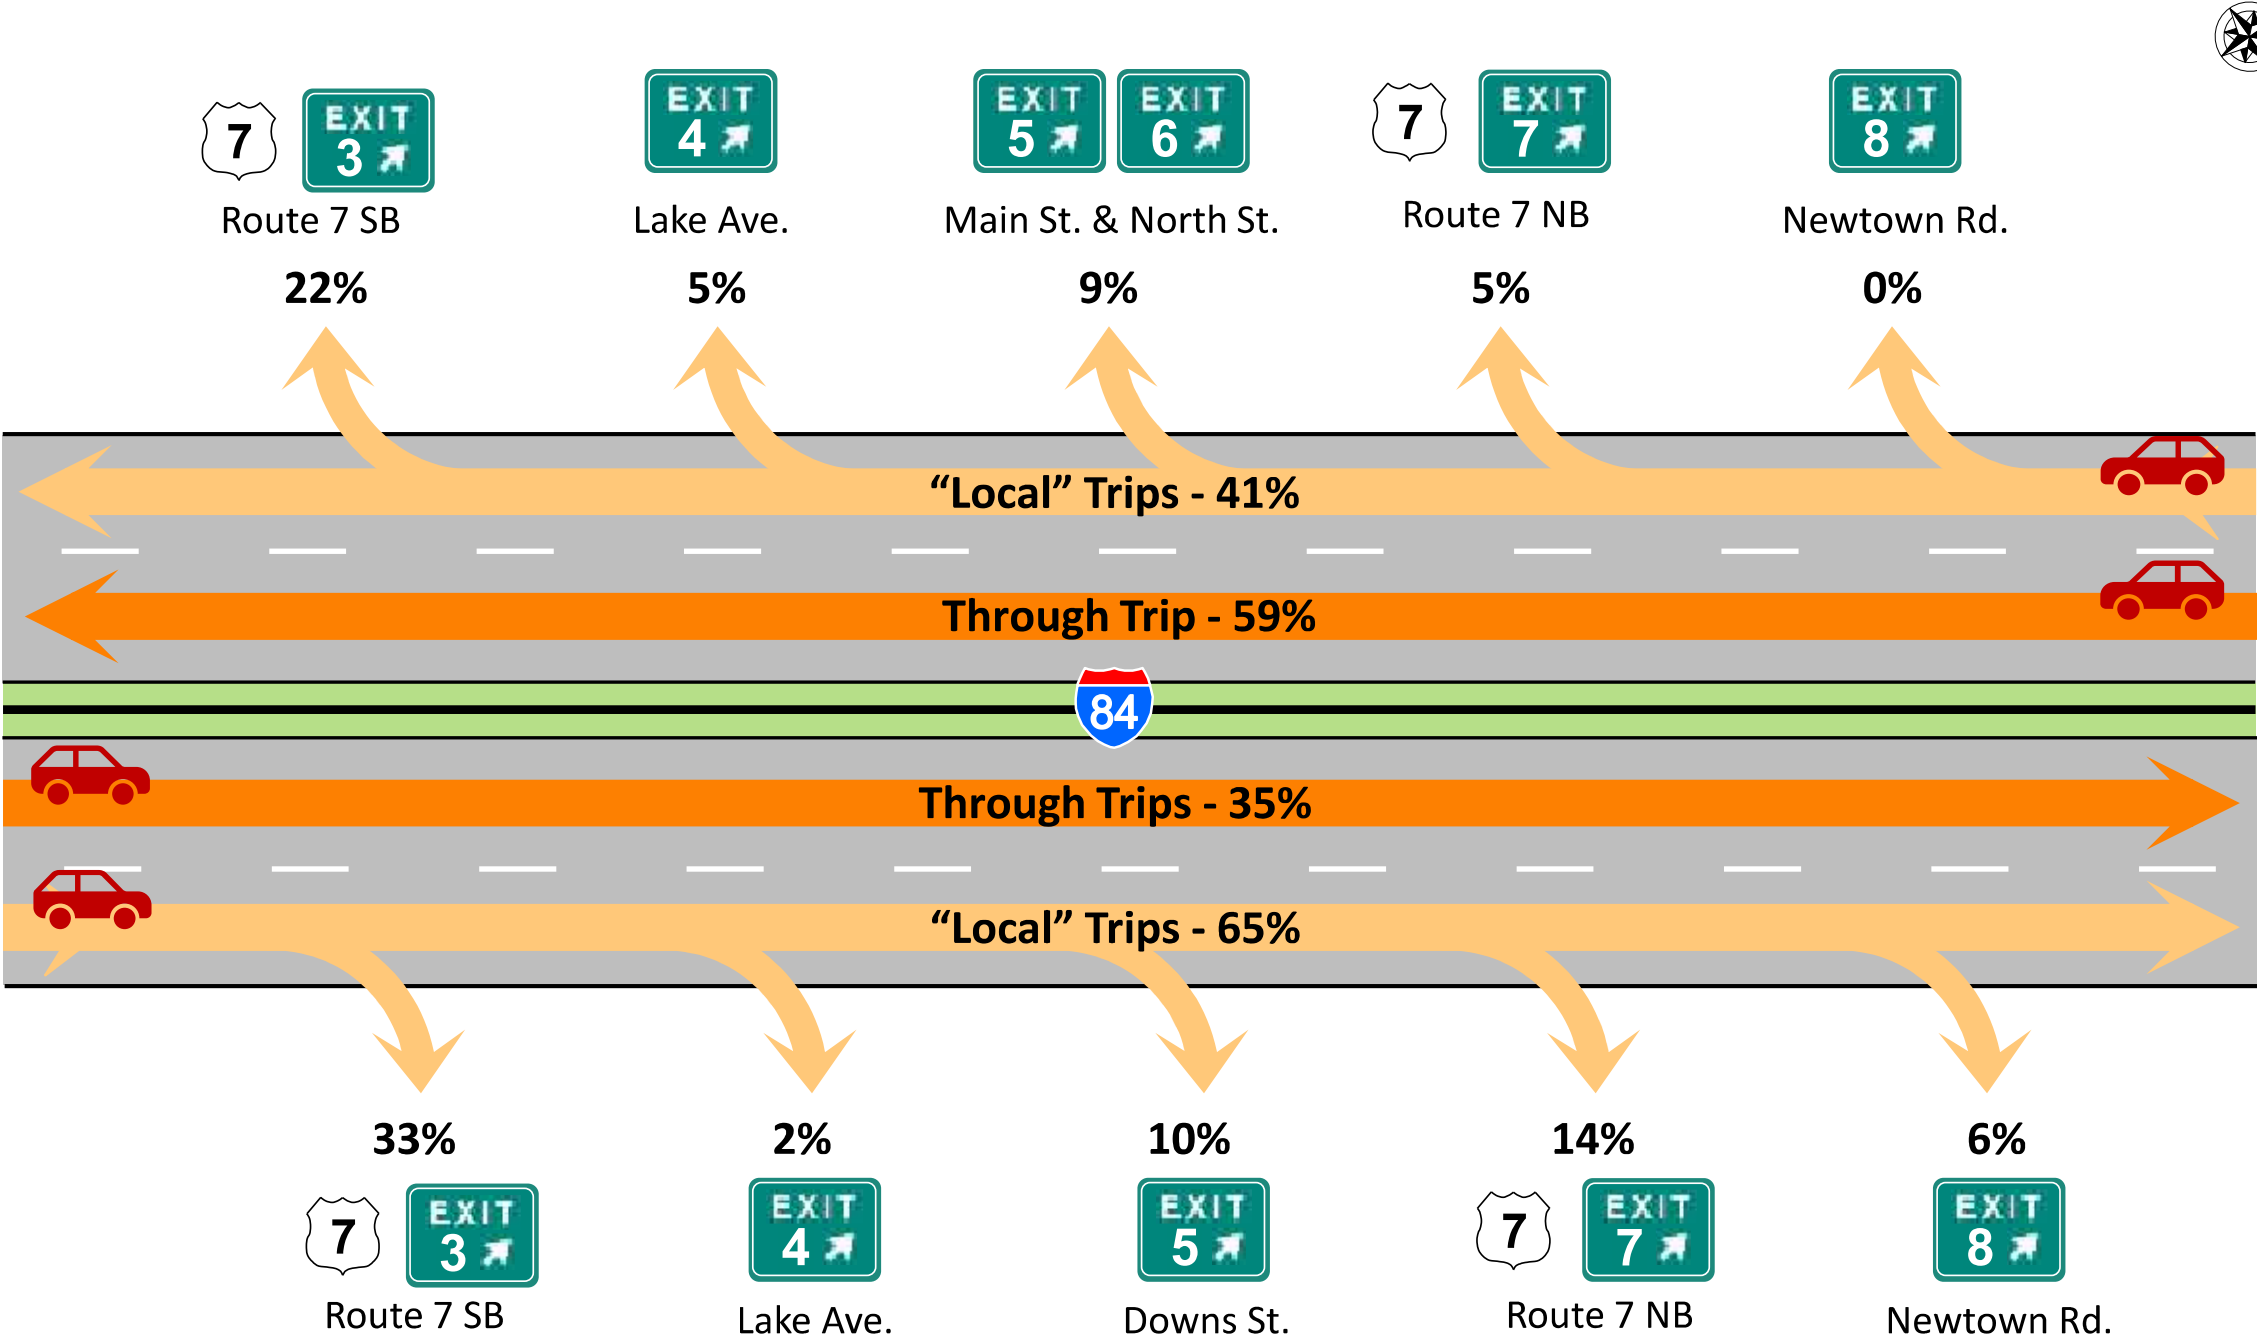 7
EXIT
3
Route 7 SB
22%
EXIT
4
Lake Ave.
5%
EXIT
5
EXIT
6
Main St. & North St.
9%
7
EXIT
7
Route 7 NB
5%
EXIT
8
Newtown Rd.
0%
“Local” Trips - 41%
Through Trip - 59%
84
Through Trips - 35%
“Local” Trips - 65%
33%
7
EXIT
3
Route 7 SB
2%
EXIT
4
Lake Ave.
10%
EXIT
5
Downs St.
14%
7
EXIT
7
Route 7 NB
6%
EXIT
8
Newtown Rd.